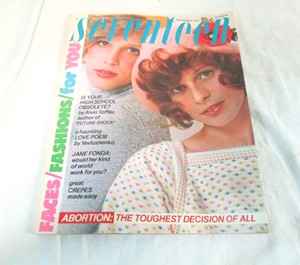 seventeen
FACES/FASHIONS/for YOU
IS YOUR
HIGH SCHOOL
OBSOLETE?
by Alvin Toffler,
author of
"FUTURE SHOCK"
a haunting
LOVE POEM
by Yevtushenko
JANE FONDA:
would her kind
of world
work for you?
great
CREPES
made easy
ABORTION: THE TOUGHEST DECISION OF ALL